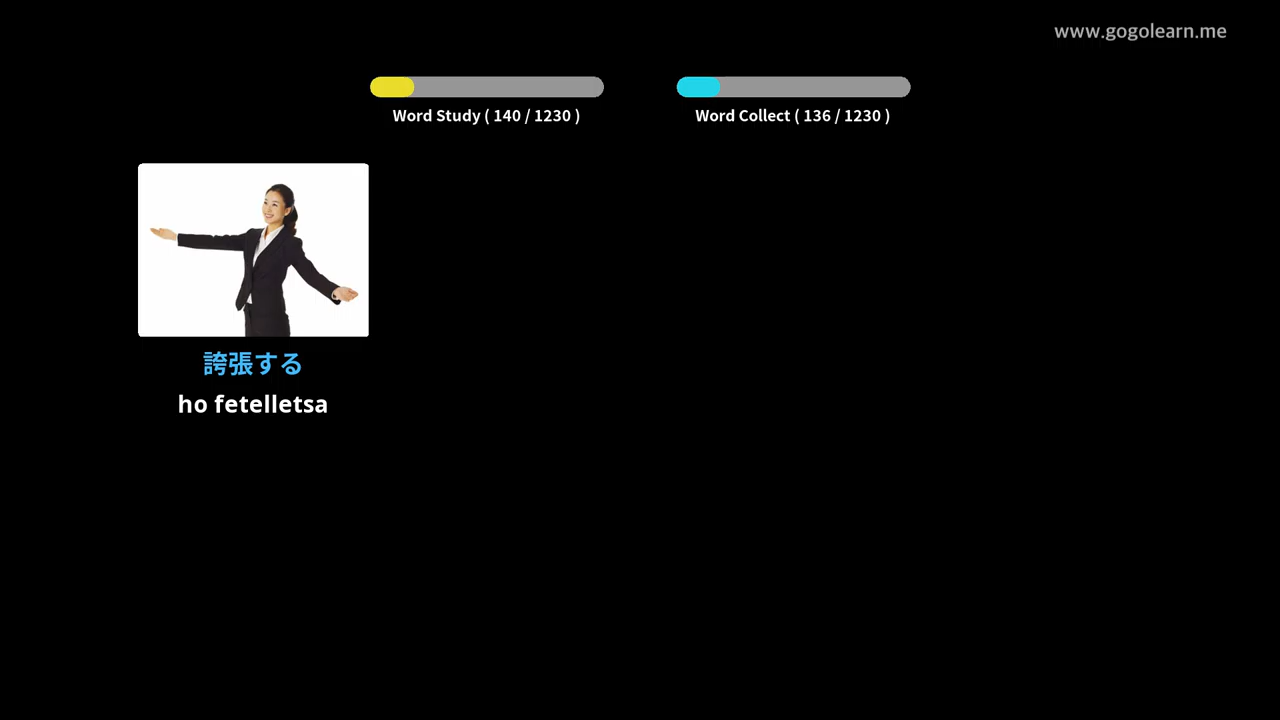 www.gogolearn.me
Word Study ( 140 / 1230 )
Word Collect ( 136 / 1230 )
誇張する
ho fetelletsa